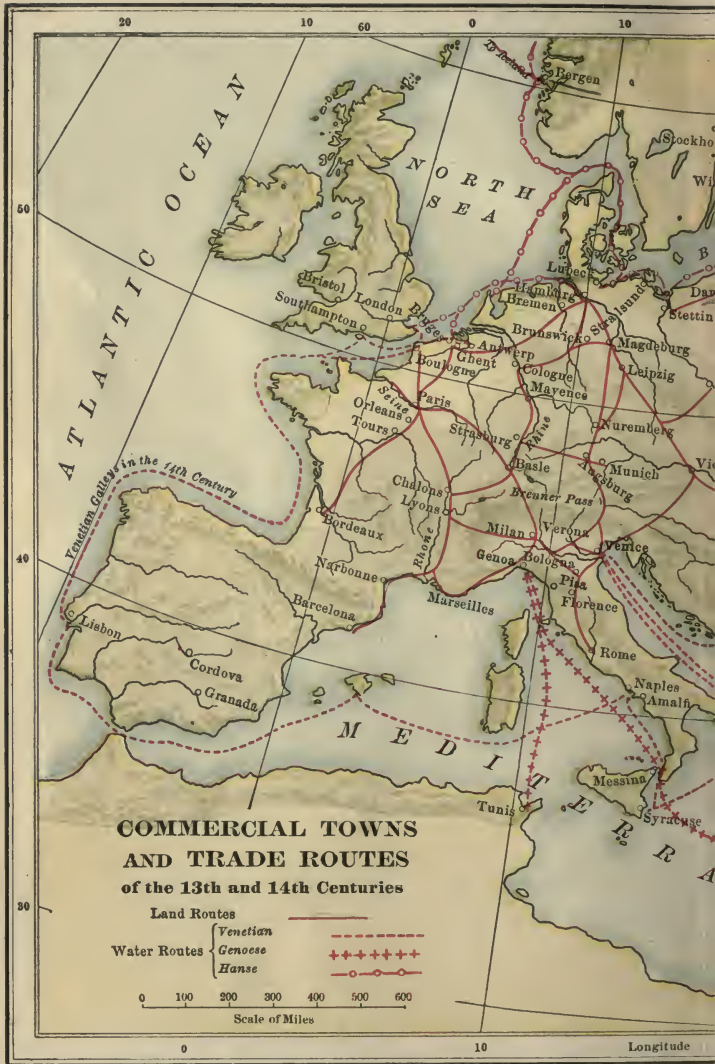 20
10
60
0
10
To Iceland
Bergen
Stockho
Wi
ATLANTIC OCEAN
50
NORTH
SEA
B
Lubec
Hamburg
Bremen
Stralsund
Dan
Stettin
Bristol
London
Southampton
Bruges
Brunswick
Magdeburg
Antwerp
Ghent
Boulogne
Cologne
Leipzig
Mayence
Seine
Paris
Orleans
Tours
Nuremberg
Strasburg
Rhine
Vie
Basle
Munich
Augsburg
Venetian Galleys in the 14th Century
Chalons
Lyons
Brenner Pass
Bordeaux
Milan
Verona
Venice
40
Rhone
Genoa
Bologna
Narbonne
Pisa
Marseilles
Florence
Barcelona
Lisbon
Rome
Cordova
Granada
Naples
Amalfi
MEDITERRA
Messina
Tunis
Syracuse
COMMERCIAL TOWNS
AND TRADE ROUTES
of the 13th and 14th Centuries
30
Land Routes
Water Routes
Venetian
Genoese
Hanse
0 100 200 300 400 500 600
Scale of Miles
0
10
Longitude